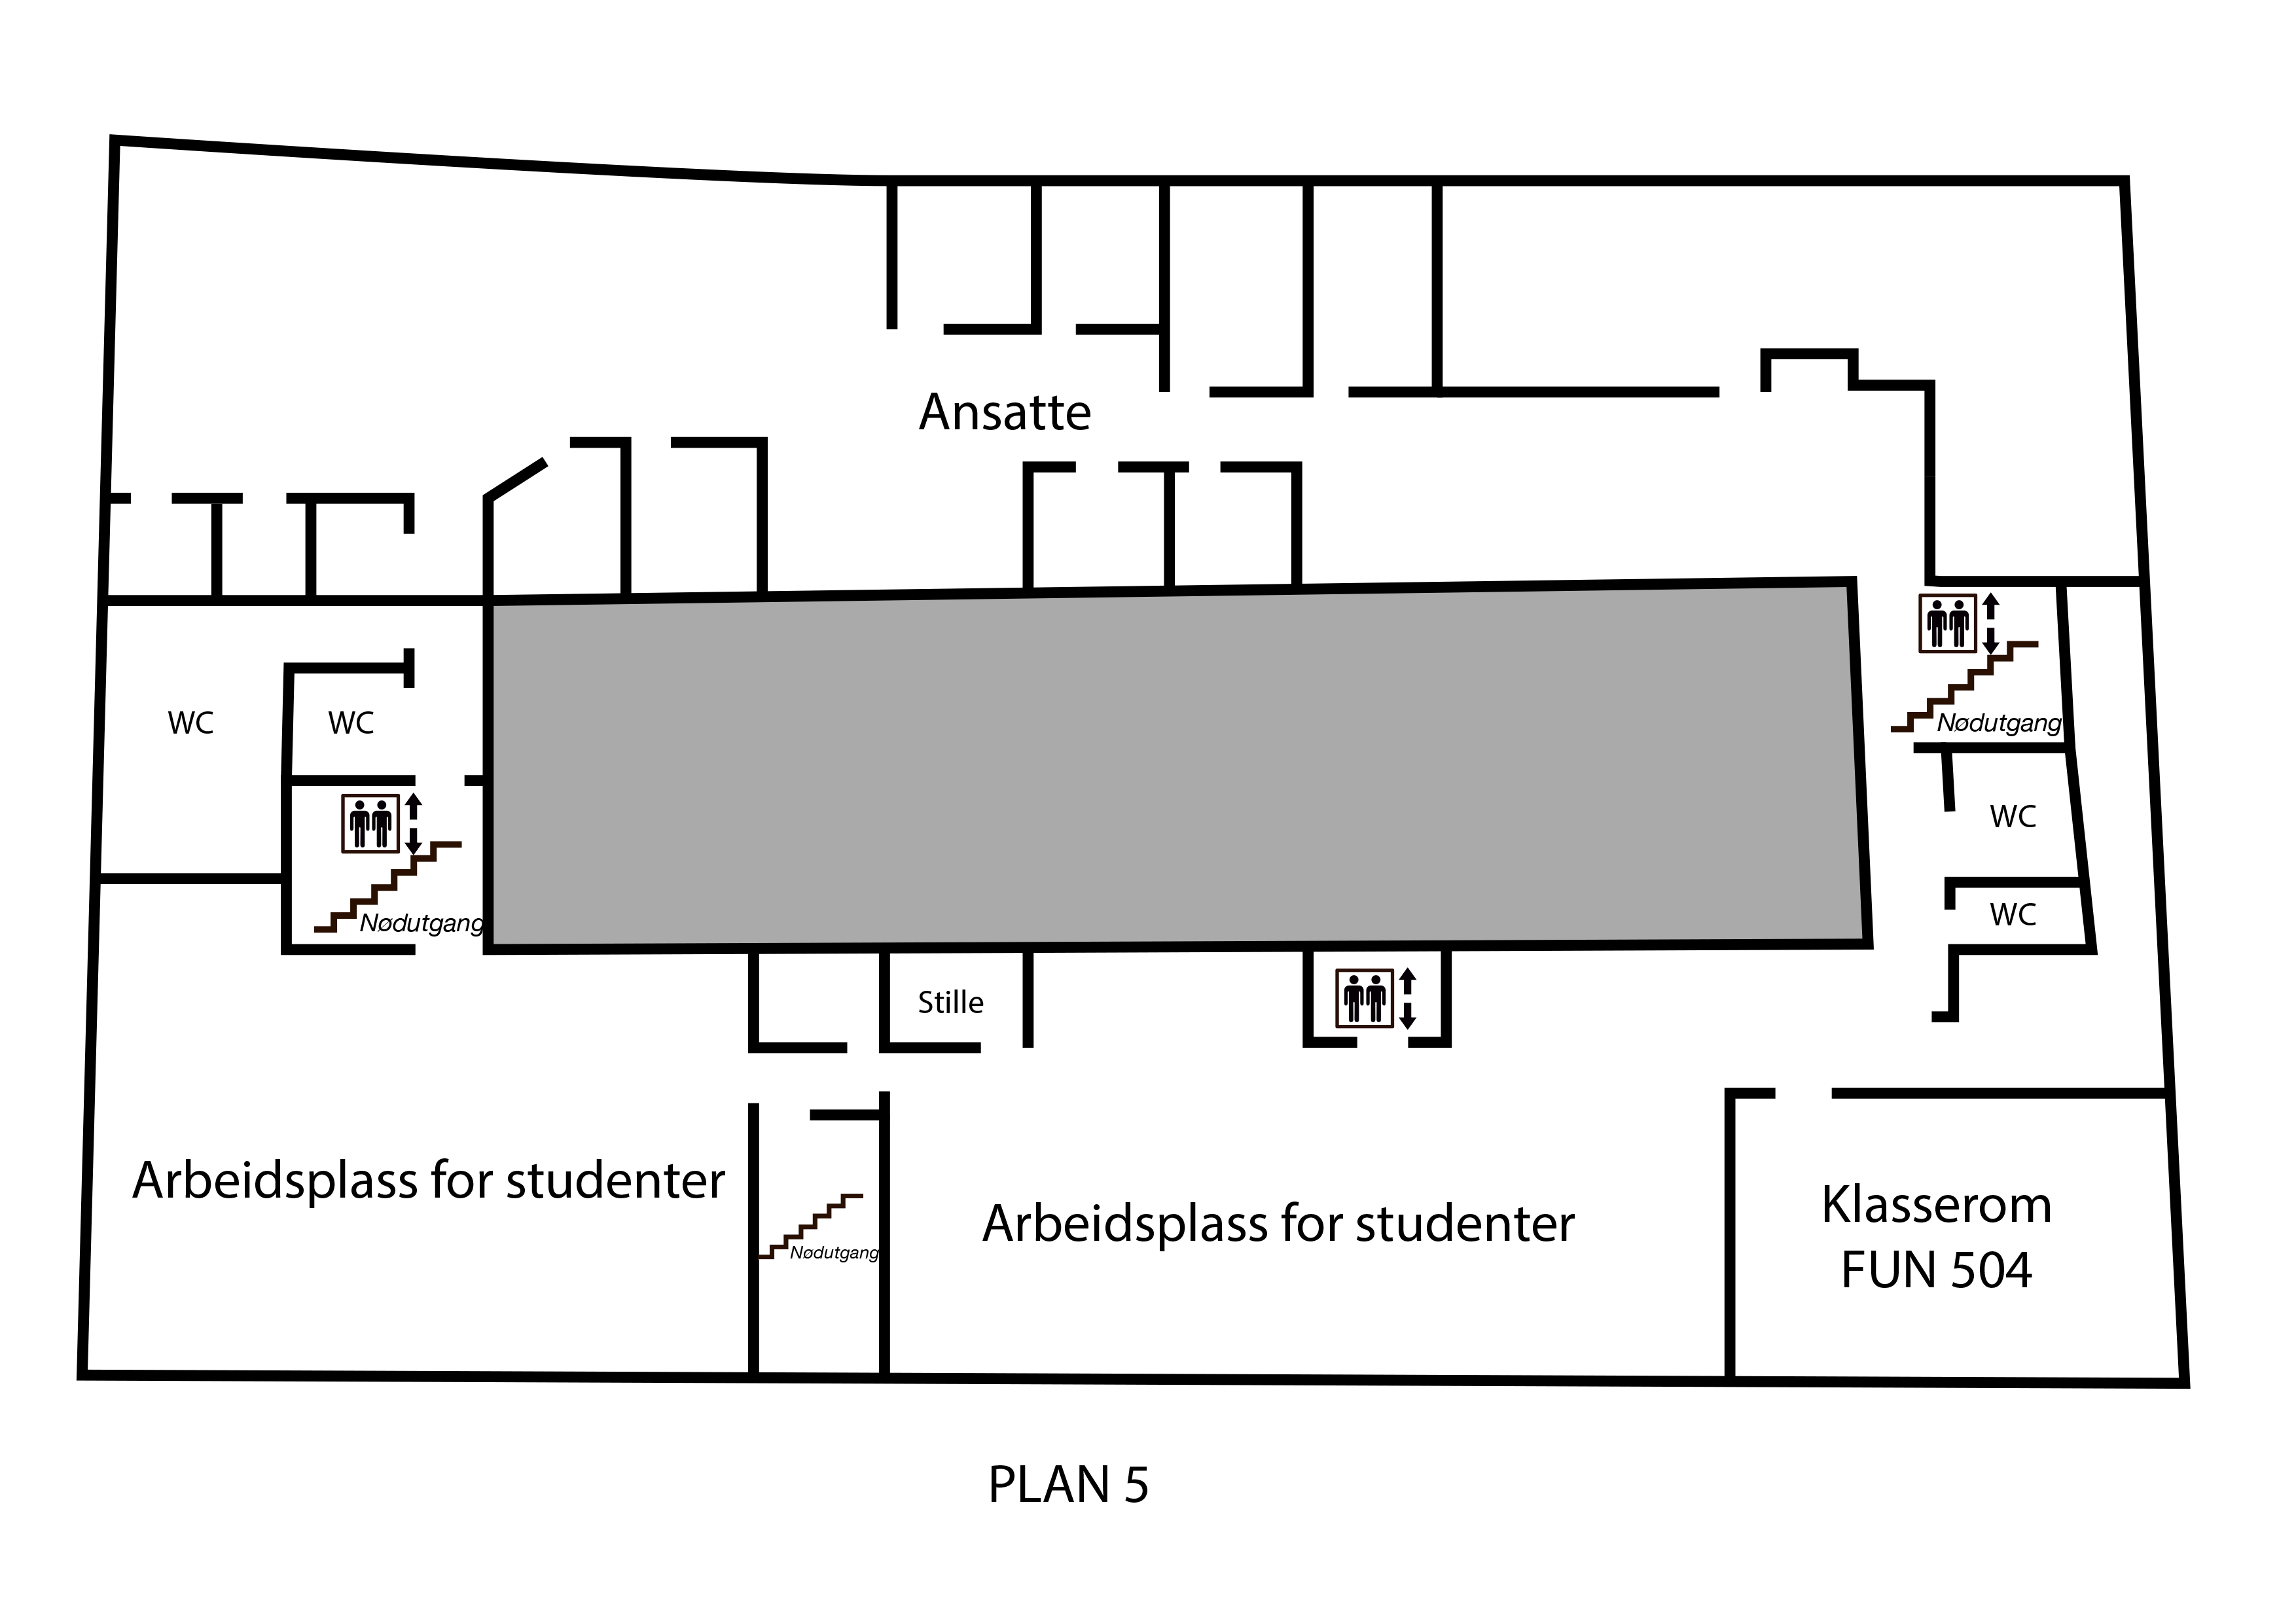 Ansatte
WC
WC
Nødutgang
WC
Nødutgang
WC
Stille
Arbeidsplass for studenter
Arbeidsplass for studenter
Nødutgang
Klasserom
FUN 504
PLAN 5